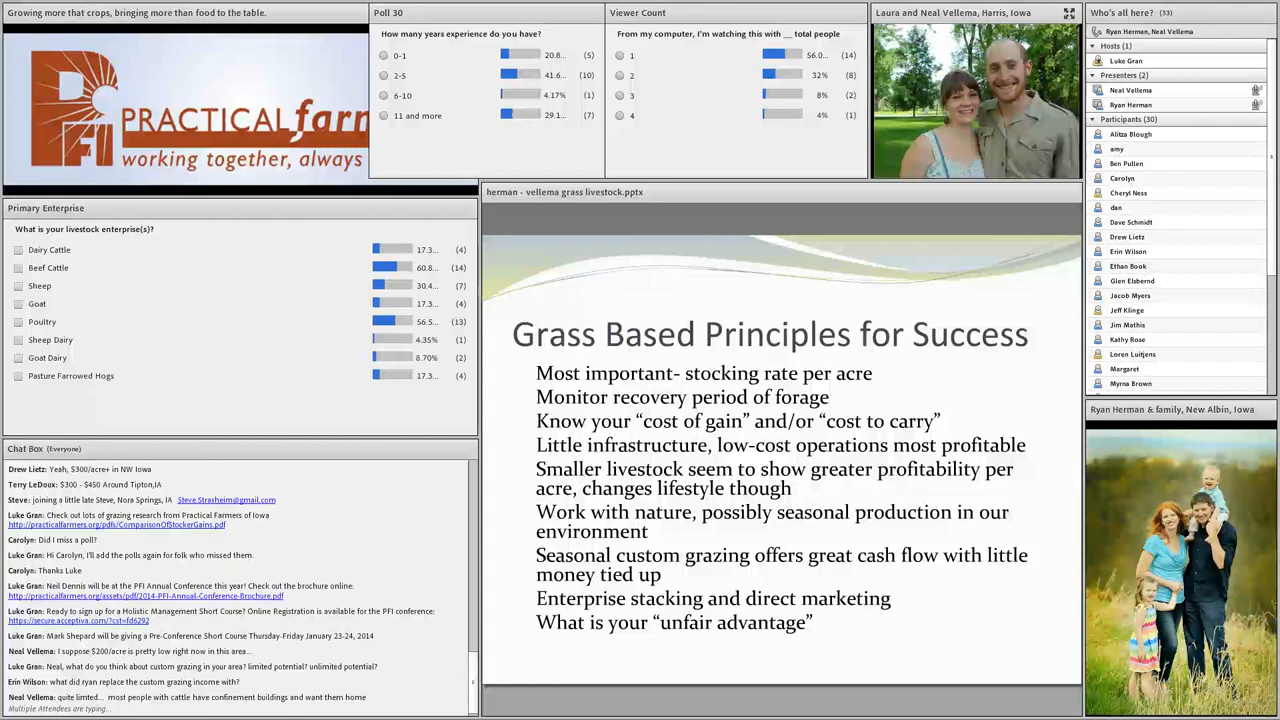 Growing more that crops, bringing more than food to the table.
PFI
PRACTICALfarm
working together, always
Poll 30
How many years experience do you have?
0-1 20.8... (5)
2-5 41.6... (10)
6-10 4.17% (1)
11 and more 29.1... (7)
Viewer Count
From my computer, I'm watching this with __ total people
1 56.0... (14)
2 32% (8)
3 8% (2)
4 4% (1)
Laura and Neal Vellema, Harris, Iowa
Who's all here? (33)
Ryan Herman, Neal Vellema
Hosts (1)
Luke Gran
Presenters (2)
Neal Vellema
Ryan Herman
Participants (30)
Alitza Blough
amy
Ben Pullen
Carolyn
Cheryl Ness
dan
Dave Schmidt
Drew Lietz
Erin Wilson
Ethan Book
Glen Elsbernd
Jacob Myers
Jeff Klinge
Jim Mathis
Kathy Rose
Loren Luitjens
Margaret
Myrna Brown
Primary Enterprise
What is your livestock enterprise(s)?
Dairy Cattle 17.3... (4)
Beef Cattle 60.8... (14)
Sheep 30.4... (7)
Goat 17.3... (4)
Poultry 56.5... (13)
Sheep Dairy 4.35% (1)
Goat Dairy 8.70% (2)
Pasture Farrowed Hogs 17.3... (4)
herman - vellema grass livestock.pptx
Grass Based Principles for Success
Most important- stocking rate per acre
Monitor recovery period of forage
Know your “cost of gain” and/or “cost to carry”
Little infrastructure, low-cost operations most profitable
Smaller livestock seem to show greater profitability per
acre, changes lifestyle though
Work with nature, possibly seasonal production in our
environment
Seasonal custom grazing offers great cash flow with little
money tied up
Enterprise stacking and direct marketing
What is your “unfair advantage”
Chat Box (Everyone)
Drew Lietz: Yeah, $300/acre+ in NW Iowa
Terry LeDoux: $300 - $450 Around Tipton,IA
Steve: joining a little late Steve, Nora Springs, IA Steve.Strasheim@gmail.com
Luke Gran: Check out lots of grazing research from Practical Farmers of Iowa
http://practicalfarmers.org/pdfs/ComparisonOfStockerGains.pdf
Carolyn: Did I miss a poll?
Luke Gran: Hi Carolyn, I'll add the polls again for folk who missed them.
Carolyn: Thanks Luke
Luke Gran: Neil Dennis will be at the PFI Annual Conference this year! Check out the brochure online:
http://practicalfarmers.org/assets/pdf/2014-PFI-Annual-Conference-Brochure.pdf
Luke Gran: Ready to sign up for a Holistic Management Short Course? Online Registration is available for the PFI conference:
https://secure.acceptiva.com/?cst=fd6292
Luke Gran: Mark Shepard will be giving a Pre-Conference Short Course Thursday-Friday January 23-24, 2014
Neal Vellema: I suppose $200/acre is pretty low right now in this area...
Luke Gran: Neal, what do you think about custom grazing in your area? limited potential? unlimited potential?
Erin Wilson: what did ryan replace the custom grazing income with?
Neal Vellema: quite limted... most people with cattle have confinement buildings and want them home
Multiple Attendees are typing...
Ryan Herman & family, New Albin, Iowa